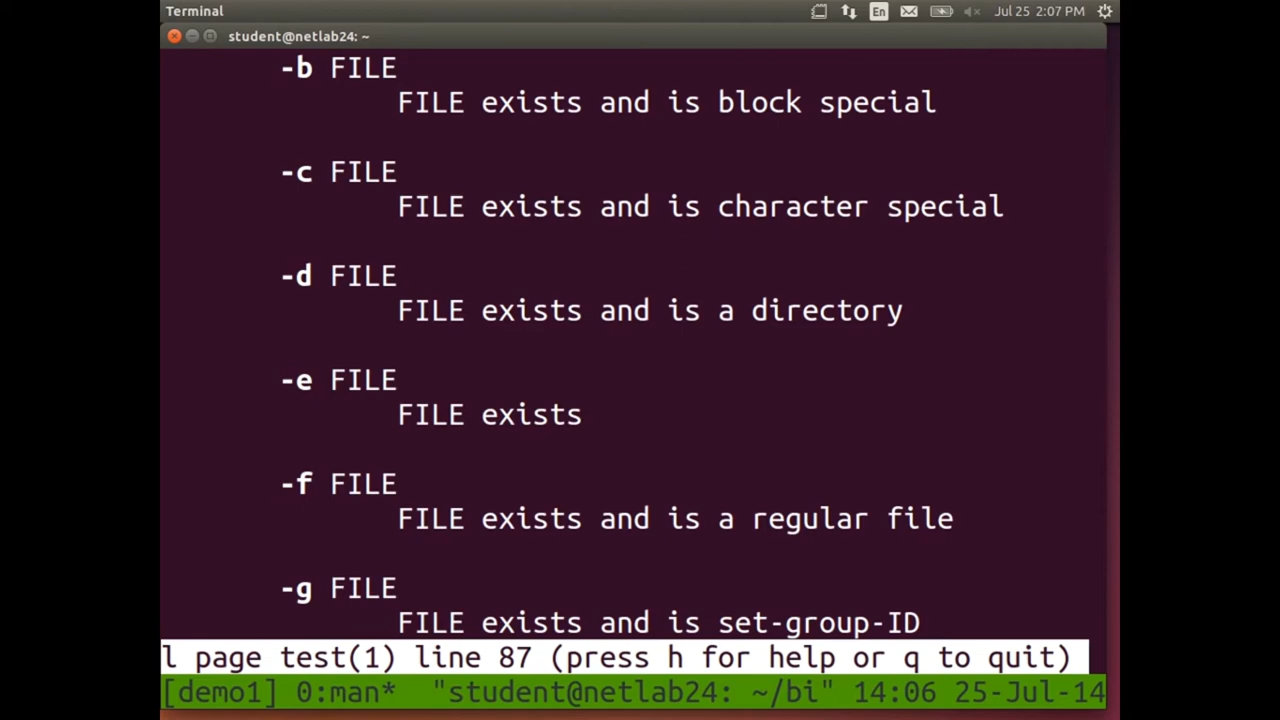 Terminal
En
Jul 25 2:07 PM
student@netlab24: ~
-b FILE
FILE exists and is block special
-c FILE
FILE exists and is character special
-d FILE
FILE exists and is a directory
-e FILE
FILE exists
-f FILE
FILE exists and is a regular file
-g FILE
FILE exists and is set-group-ID
l page test(1) line 87 (press h for help or q to quit)
[demo1] 0:man* "student@netlab24: ~/bi" 14:06 25-Jul-14